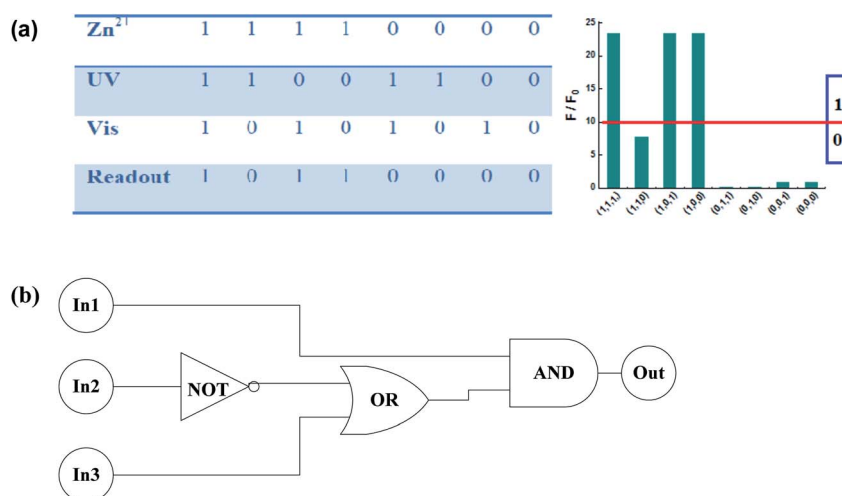 (a)
Zn2+ 1 1 1 1 0 0 0 0
UV 1 1 0 0 1 1 0 0
Vis 1 0 1 0 1 0 1 0
Readout 1 0 1 1 0 0 0 0
F / F0
25
20
15
10
5
0
1
0
(1,1,1,) (1,1,0) (1,0,1) (1,0,0) (0,1,1) (0,1,0) (0,0,1) (0,0,0)
(b)
In1
In2
In3
NOT
OR
AND
Out